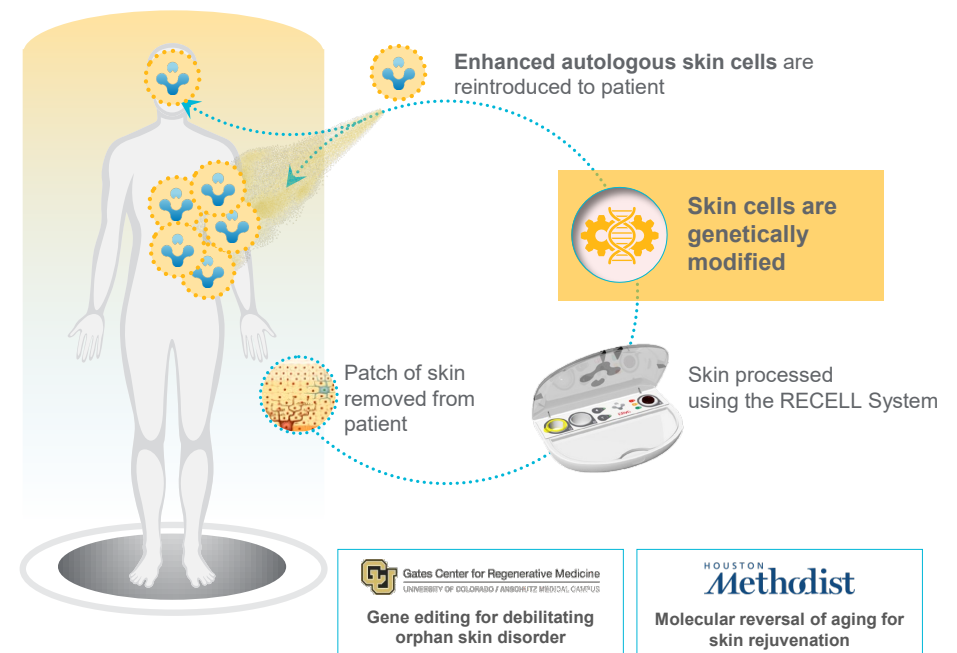 Enhanced autologous skin cells are
reintroduced to patient
Skin cells are
genetically
modified
Patch of skin
removed from
patient
Skin processed
using the RECELL System
Gates Center for Regenerative Medicine
UNIVERSITY OF COLORADO / ANSCHUTZ MEDICAL CAMPUS
Gene editing for debilitating
orphan skin disorder
HOUSTON
Methodist
Molecular reversal of aging for
skin rejuvenation